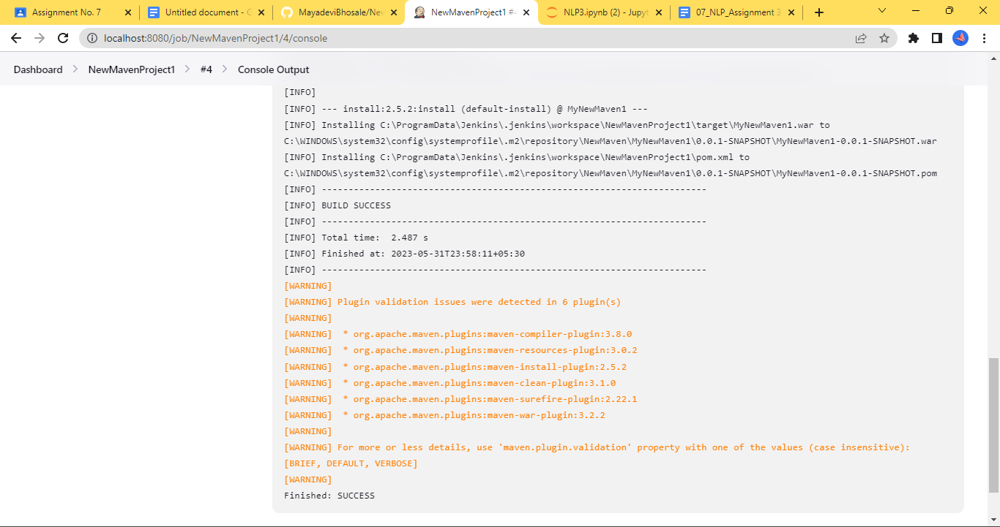 Assignment No. 7
Untitled document - G
MayadeviBhosale/New
NewMavenProject1 #4
NLP3.ipynb (2) - Jupyt
07_NLP_Assignment 3
localhost:8080/job/NewMavenProject1/4/console
Dashboard > NewMavenProject1 > #4 > Console Output
[INFO]
[INFO] --- install:2.5.2:install (default-install) @ MyNewMaven1 ---
[INFO] Installing C:\ProgramData\Jenkins\.jenkins\workspace\NewMavenProject1\target\MyNewMaven1.war to
C:\WINDOWS\system32\config\systemprofile\.m2\repository\NewMaven\MyNewMaven1\0.0.1-SNAPSHOT\MyNewMaven1-0.0.1-SNAPSHOT.war
[INFO] Installing C:\ProgramData\Jenkins\.jenkins\workspace\NewMavenProject1\pom.xml to
C:\WINDOWS\system32\config\systemprofile\.m2\repository\NewMaven\MyNewMaven1\0.0.1-SNAPSHOT\MyNewMaven1-0.0.1-SNAPSHOT.pom
[INFO] ------------------------------------------------------------------------
[INFO] BUILD SUCCESS
[INFO] ------------------------------------------------------------------------
[INFO] Total time:  2.487 s
[INFO] Finished at: 2023-05-31T23:58:11+05:30
[INFO] ------------------------------------------------------------------------
[WARNING]
[WARNING] Plugin validation issues were detected in 6 plugin(s)
[WARNING]
[WARNING]  * org.apache.maven.plugins:maven-compiler-plugin:3.8.0
[WARNING]  * org.apache.maven.plugins:maven-resources-plugin:3.0.2
[WARNING]  * org.apache.maven.plugins:maven-install-plugin:2.5.2
[WARNING]  * org.apache.maven.plugins:maven-clean-plugin:3.1.0
[WARNING]  * org.apache.maven.plugins:maven-surefire-plugin:2.22.1
[WARNING]  * org.apache.maven.plugins:maven-war-plugin:3.2.2
[WARNING]
[WARNING] For more or less details, use 'maven.plugin.validation' property with one of the values (case insensitive):
[BRIEF, DEFAULT, VERBOSE]
[WARNING]
Finished: SUCCESS